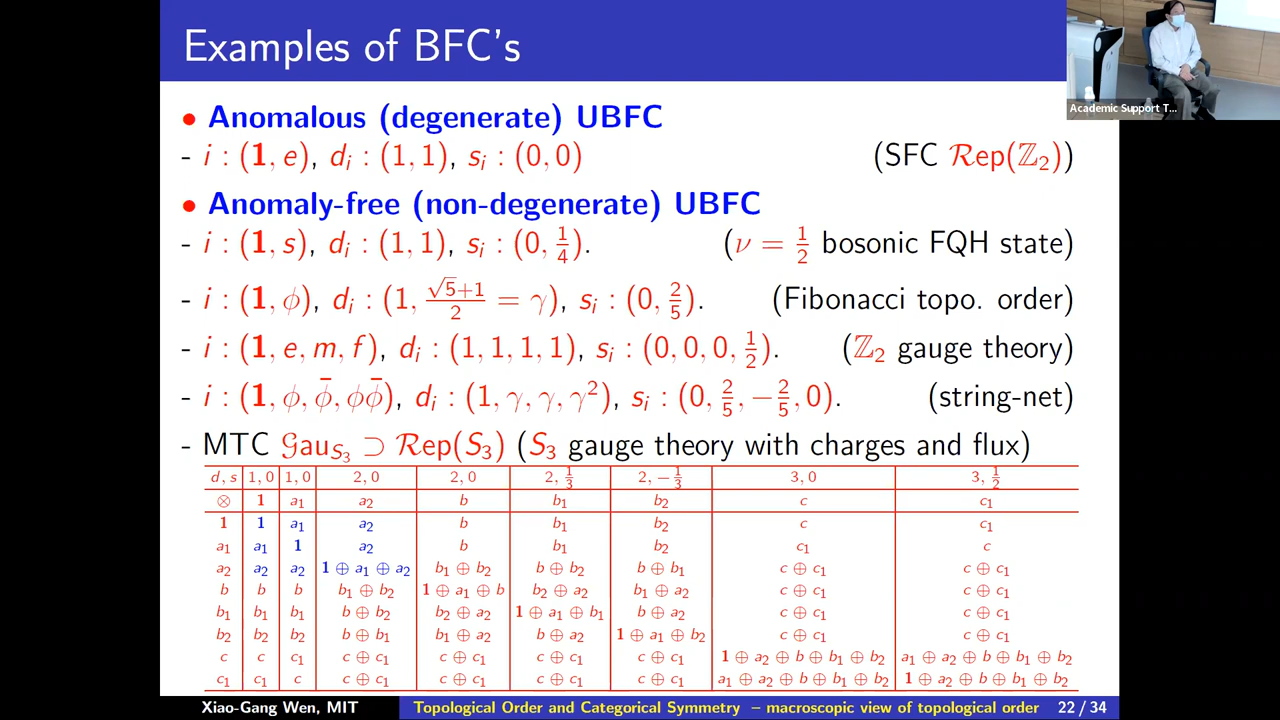 Examples of BFC's
Academic Support T...
• Anomalous (degenerate) UBFC
- i : (1, e), d_i : (1, 1), s_i : (0, 0) (SFC Rep(ℤ₂))
• Anomaly-free (non-degenerate) UBFC
- i : (1, s), d_i : (1, 1), s_i : (0, 1/4). (ν = 1/2 bosonic FQH state)
- i : (1, ϕ), d_i : (1, (√5+1)/2 = γ), s_i : (0, 2/5). (Fibonacci topo. order)
- i : (1, e, m, f), d_i : (1, 1, 1, 1), s_i : (0, 0, 0, 1/2). (ℤ₂ gauge theory)
- i : (1, ϕ, ϕ̄, ϕϕ̄), d_i : (1, γ, γ, γ²), s_i : (0, 2/5, −2/5, 0). (string-net)
- MTC Gau_S₃ ⊃ Rep(S₃) (S₃ gauge theory with charges and flux)
d, s 1, 0 1, 0 2, 0 2, 0 2, 1/3 2, −1/3 3, 0 3, 1/2
⊗ 1 a₁ a₂ b b₁ b₂ c c₁
1 1 a₁ a₂ b b₁ b₂ c c₁
a₁ a₁ 1 a₂ b b₁ b₂ c₁ c
a₂ a₂ a₂ 1 ⊕ a₁ ⊕ a₂ b₁ ⊕ b₂ b ⊕ b₂ b ⊕ b₁ c ⊕ c₁ c ⊕ c₁
b b b b₁ ⊕ b₂ 1 ⊕ a₁ ⊕ b b₂ ⊕ a₂ b₁ ⊕ a₂ c ⊕ c₁ c ⊕ c₁
b₁ b₁ b₁ b ⊕ b₂ b₂ ⊕ a₂ 1 ⊕ a₁ ⊕ b₁ b ⊕ a₂ c ⊕ c₁ c ⊕ c₁
b₂ b₂ b₂ b ⊕ b₁ b₁ ⊕ a₂ b ⊕ a₂ 1 ⊕ a₁ ⊕ b₂ c ⊕ c₁ c ⊕ c₁
c c c₁ c ⊕ c₁ c ⊕ c₁ c ⊕ c₁ c ⊕ c₁ 1 ⊕ a₂ ⊕ b ⊕ b₁ ⊕ b₂ a₁ ⊕ a₂ ⊕ b ⊕ b₁ ⊕ b₂
c₁ c₁ c c ⊕ c₁ c ⊕ c₁ c ⊕ c₁ c ⊕ c₁ a₁ ⊕ a₂ ⊕ b ⊕ b₁ ⊕ b₂ 1 ⊕ a₂ ⊕ b ⊕ b₁ ⊕ b₂
Xiao-Gang Wen, MIT Topological Order and Categorical Symmetry – macroscopic view of topological order 22 / 34